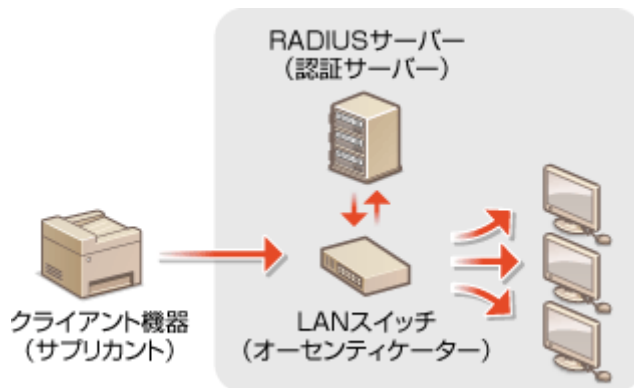 RADIUSサーバー
（認証サーバー）
クライアント機器
（サプリカント）
LANスイッチ
（オーセンティケーター）